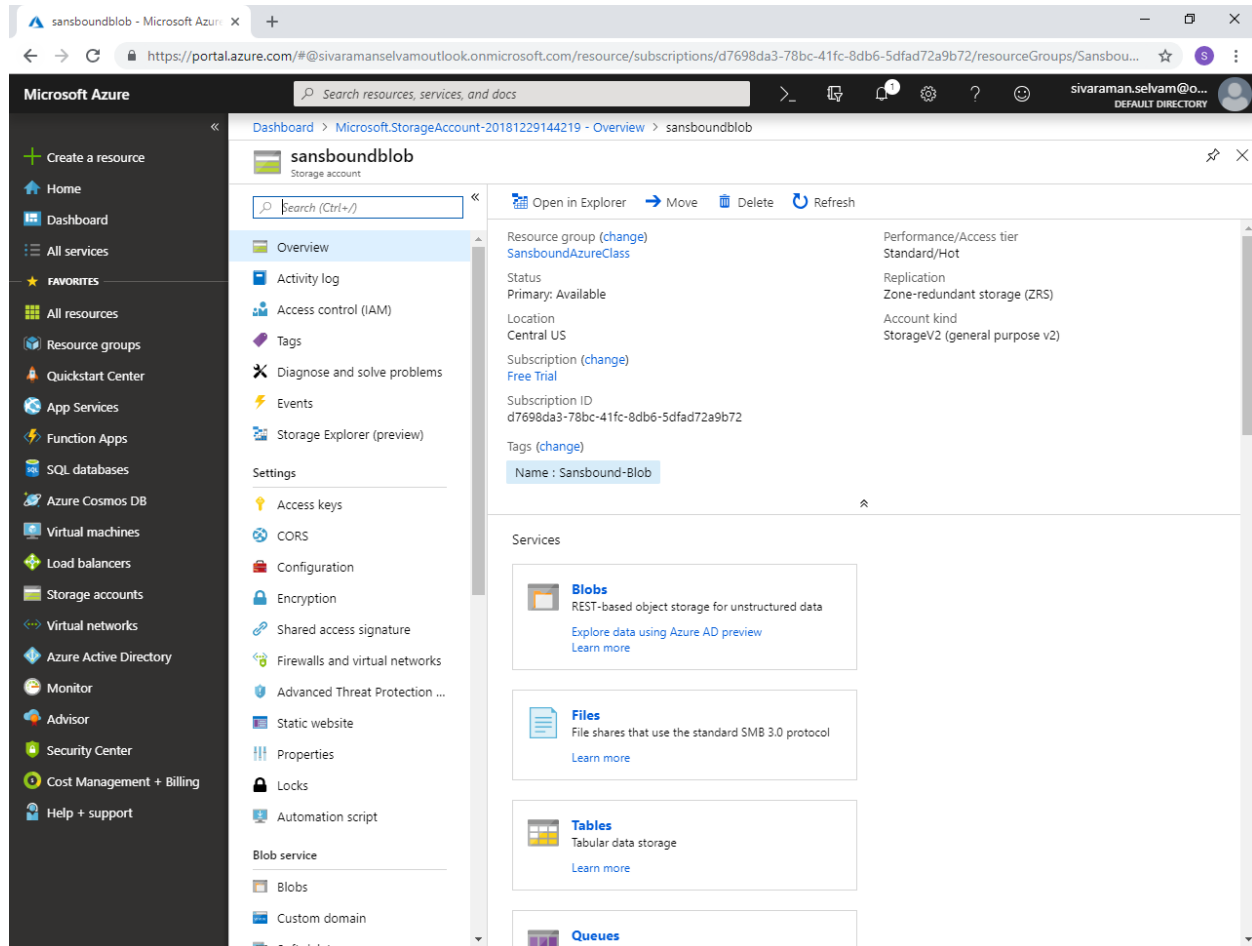 sansboundblob - Microsoft Azure
https://portal.azure.com/#@sivaramanselvamoutlook.onmicrosoft.com/resource/subscriptions/d7698da3-78bc-41fc-8db6-5dfad72a9b72/resourceGroups/Sansbou...
S
Microsoft Azure
Search resources, services, and docs
1
sivaraman.selvam@o...
DEFAULT DIRECTORY
Create a resource
Home
Dashboard
All services
FAVORITES
All resources
Resource groups
Quickstart Center
App Services
Function Apps
SQL databases
Azure Cosmos DB
Virtual machines
Load balancers
Storage accounts
Virtual networks
Azure Active Directory
Monitor
Advisor
Security Center
Cost Management + Billing
Help + support
Dashboard > Microsoft.StorageAccount-20181229144219 - Overview > sansboundblob
sansboundblob
Storage account
Search (Ctrl+/)
Overview
Activity log
Access control (IAM)
Tags
Diagnose and solve problems
Events
Storage Explorer (preview)
Settings
Access keys
CORS
Configuration
Encryption
Shared access signature
Firewalls and virtual networks
Advanced Threat Protection ...
Static website
Properties
Locks
Automation script
Blob service
Blobs
Custom domain
Open in Explorer
Move
Delete
Refresh
Resource group (change)
SansboundAzureClass
Status
Primary: Available
Location
Central US
Subscription (change)
Free Trial
Subscription ID
d7698da3-78bc-41fc-8db6-5dfad72a9b72
Tags (change)
Name : Sansbound-Blob
Performance/Access tier
Standard/Hot
Replication
Zone-redundant storage (ZRS)
Account kind
StorageV2 (general purpose v2)
Services
Blobs
REST-based object storage for unstructured data
Explore data using Azure AD preview
Learn more
Files
File shares that use the standard SMB 3.0 protocol
Learn more
Tables
Tabular data storage
Learn more
Queues